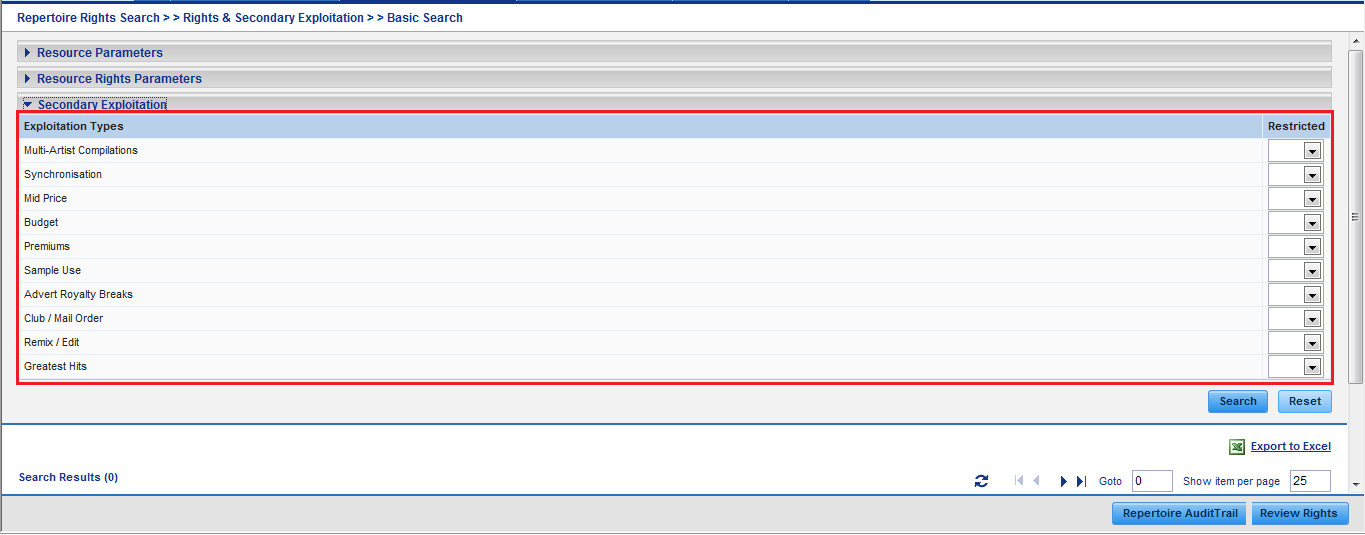 Repertoire Rights Search > > Rights & Secondary Exploitation > > Basic Search
Resource Parameters
Resource Rights Parameters
Secondary Exploitation
Exploitation Types Restricted
Multi-Artist Compilations
Synchronisation
Mid Price
Budget
Premiums
Sample Use
Advert Royalty Breaks
Club / Mail Order
Remix / Edit
Greatest Hits
Search Reset
Export to Excel
Search Results (0) Goto 0 Show item per page 25
Repertoire AuditTrail Review Rights